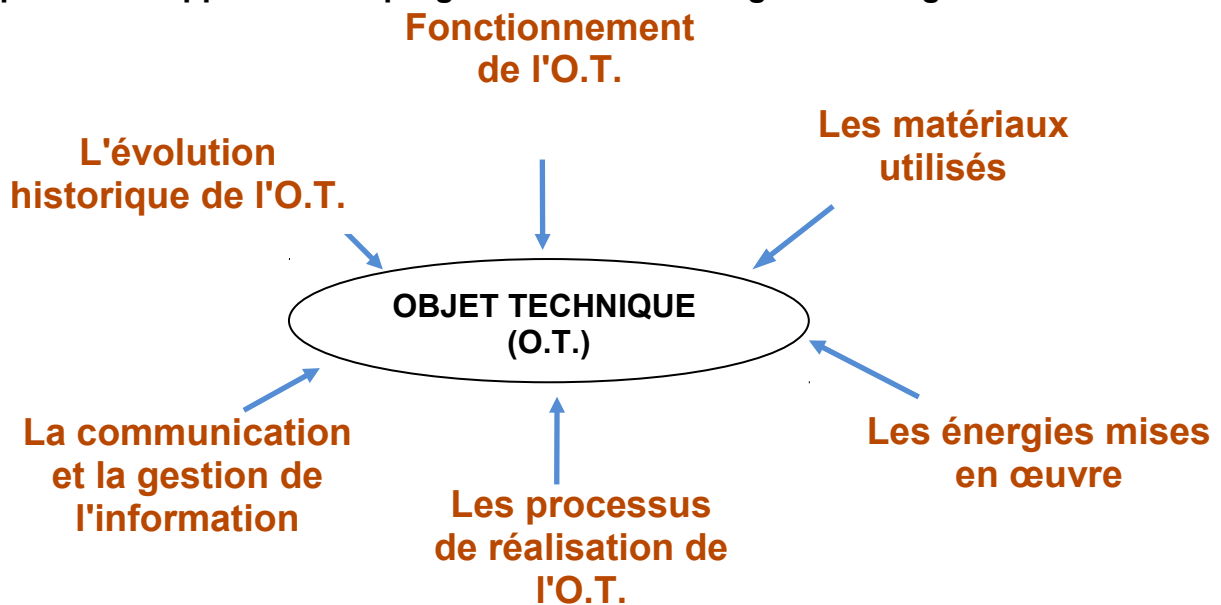 Fonctionnement
de l'O.T.
Les matériaux
utilisés
L'évolution
historique de l'O.T.
OBJET TECHNIQUE
(O.T.)
La communication
et la gestion de
l'information
Les énergies mises
en œuvre
Les processus
de réalisation de
l'O.T.